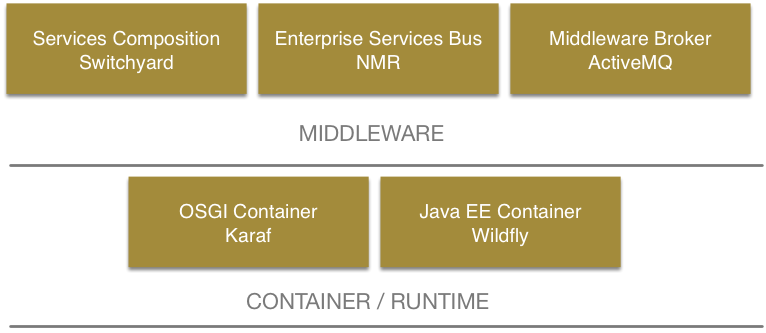 Services Composition
Switchyard
Enterprise Services Bus
NMR
Middleware Broker
ActiveMQ
MIDDLEWARE
OSGI Container
Karaf
Java EE Container
Wildfly
CONTAINER / RUNTIME